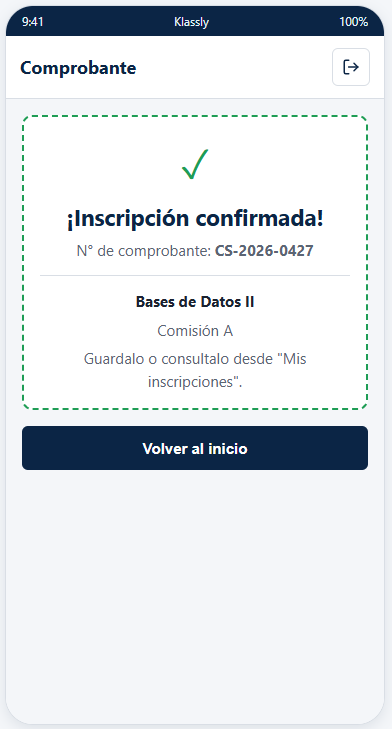 9:41 Klassly 100%
Comprobante
¡Inscripción confirmada!
N° de comprobante: CS-2026-0427
Bases de Datos II
Comisión A
Guardalo o consultalo desde "Mis
inscripciones".
Volver al inicio